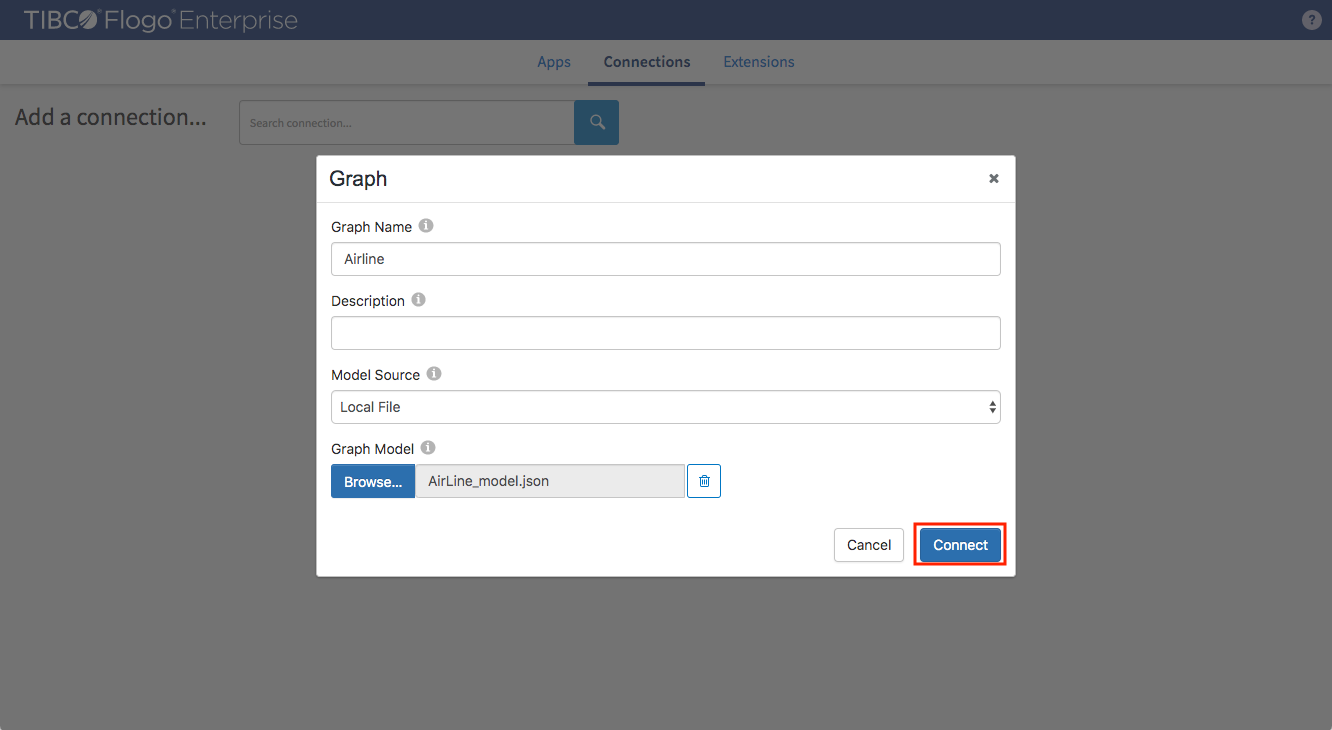 TIBCO® Flogo® Enterprise
?
Apps Connections Extensions
Add a connection...
Search connection...
Graph
Graph Name
Airline
Description
Model Source
Local File
Graph Model
Browse... AirLine_model.json
Cancel Connect